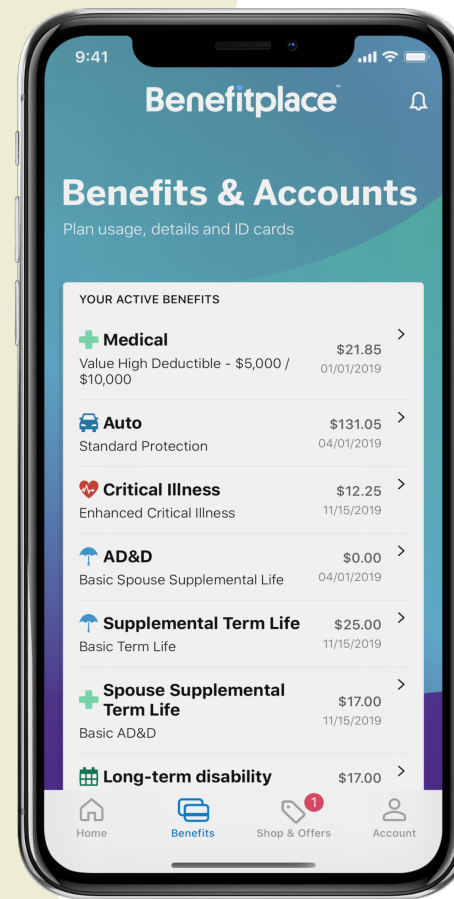 9:41
Benefitplace™
Benefits & Accounts
Plan usage, details and ID cards
YOUR ACTIVE BENEFITS
Medical
Value High Deductible - $5,000 /
$10,000
$21.85
01/01/2019
Auto
Standard Protection
$131.05
04/01/2019
Critical Illness
Enhanced Critical Illness
$12.25
11/15/2019
AD&D
Basic Spouse Supplemental Life
$0.00
04/01/2019
Supplemental Term Life
Basic Term Life
$25.00
11/15/2019
Spouse Supplemental
Term Life
Basic AD&D
$17.00
11/15/2019
Long-term disability
$17.00
Home
Benefits
1
Shop & Offers
Account